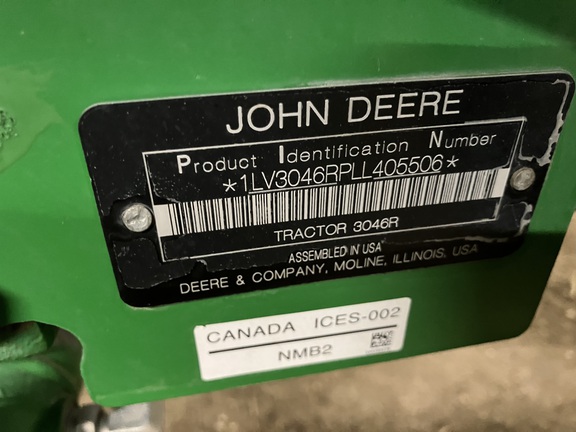 JOHN DEERE
Product Identification Number
*1LV3046RPLL405506*
TRACTOR 3046R
ASSEMBLED IN USA
DEERE & COMPANY, MOLINE, ILLINOIS, USA
CANADA ICES-002
NMB2